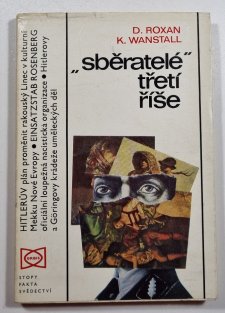 D. ROXAN
K. WANSTALL
„sběratelé"
třetí
říše
HITLERŮV plán proměnit rakouský Linec v kulturní
Mekku Nové Evropy • EINSATZSTAB ROSENBERG
oficiální loupežná nacistická organizace • Hitlerovy
a Göringovy krádeže uměleckých děl
ORBIS
STOPY
FAKTA
SVĚDECTVÍ